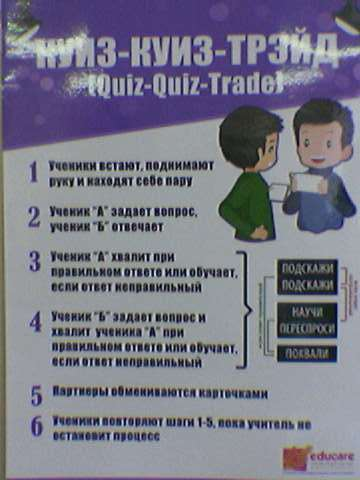 КУИЗ-КУИЗ-ТРЭЙД
(Quiz-Quiz-Trade)
1 Ученики встают, поднимают
руку и находят себе пару
2 Ученик "А" задает вопрос,
ученик "Б" отвечает
3 Ученик "А" хвалит при
правильном ответе или обучает,
если ответ неправильный
4 Ученик "Б" задает вопрос и
хвалит ученика "А" при
правильном ответе или обучает,
если ответ неправильный
ПОДСКАЖИ
ПОДСКАЖИ
НАУЧИ
ПЕРЕСПРОСИ
ПОХВАЛИ
5 Партнеры обмениваются карточками
6 Ученики повторяют шаги 1-5, пока учитель не
остановит процесс
educare